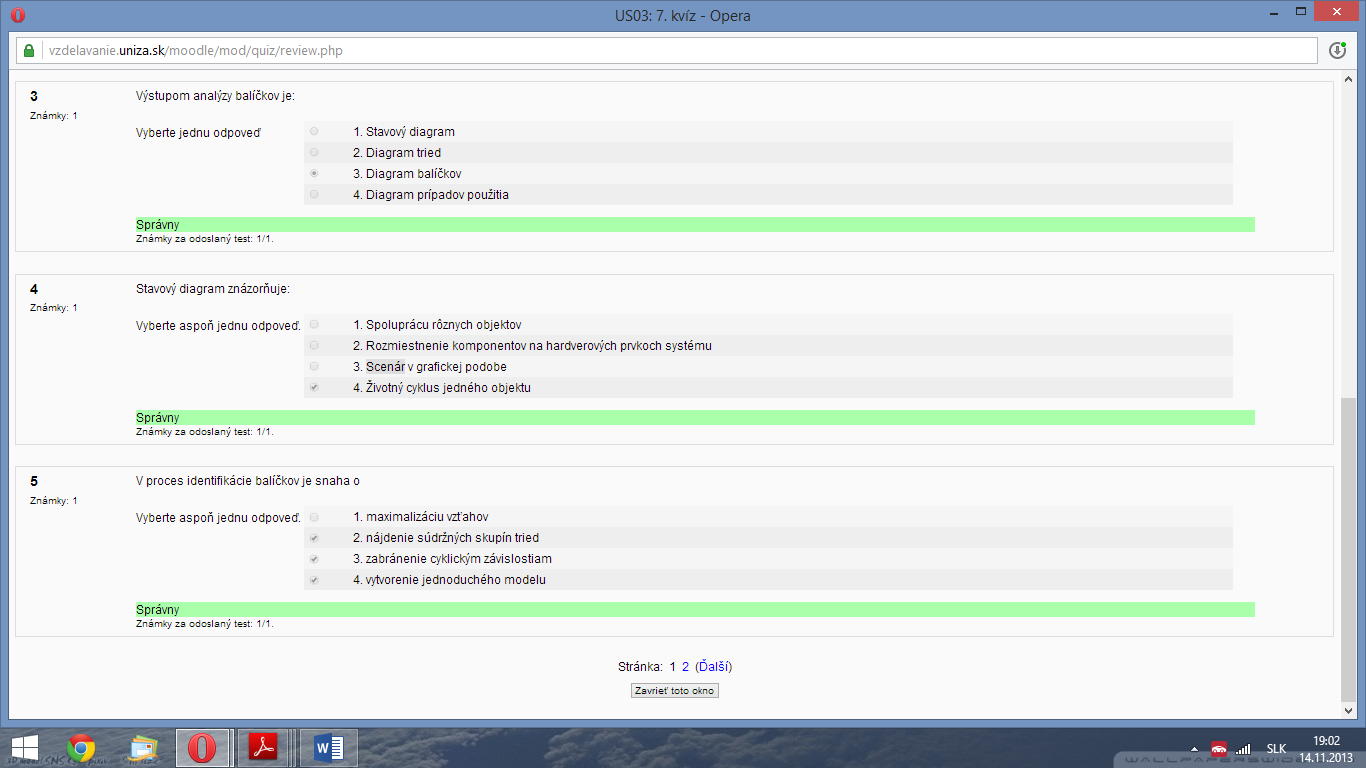 US03: 7. kvíz - Opera
vzdelavanie.uniza.sk/moodle/mod/quiz/review.php
3
Známky: 1
Výstupom analýzy balíčkov je:
Vyberte jednu odpoveď
1. Stavový diagram
2. Diagram tried
3. Diagram balíčkov
4. Diagram prípadov použitia
Správny
Známky za odoslaný test: 1/1.
4
Známky: 1
Stavový diagram znázorňuje:
Vyberte aspoň jednu odpoveď.
1. Spoluprácu rôznych objektov
2. Rozmiestnenie komponentov na hardverových prvkoch systému
3. Scenár v grafickej podobe
4. Životný cyklus jedného objektu
Správny
Známky za odoslaný test: 1/1.
5
Známky: 1
V proces identifikácie balíčkov je snaha o
Vyberte aspoň jednu odpoveď.
1. maximalizáciu vzťahov
2. nájdenie súdržných skupín tried
3. zabránenie cyklickým závislostiam
4. vytvorenie jednoduchého modelu
Správny
Známky za odoslaný test: 1/1.
Stránka: 1 2 (Ďalší)
Zavrieť toto okno
SLK
19:02
14.11.2013